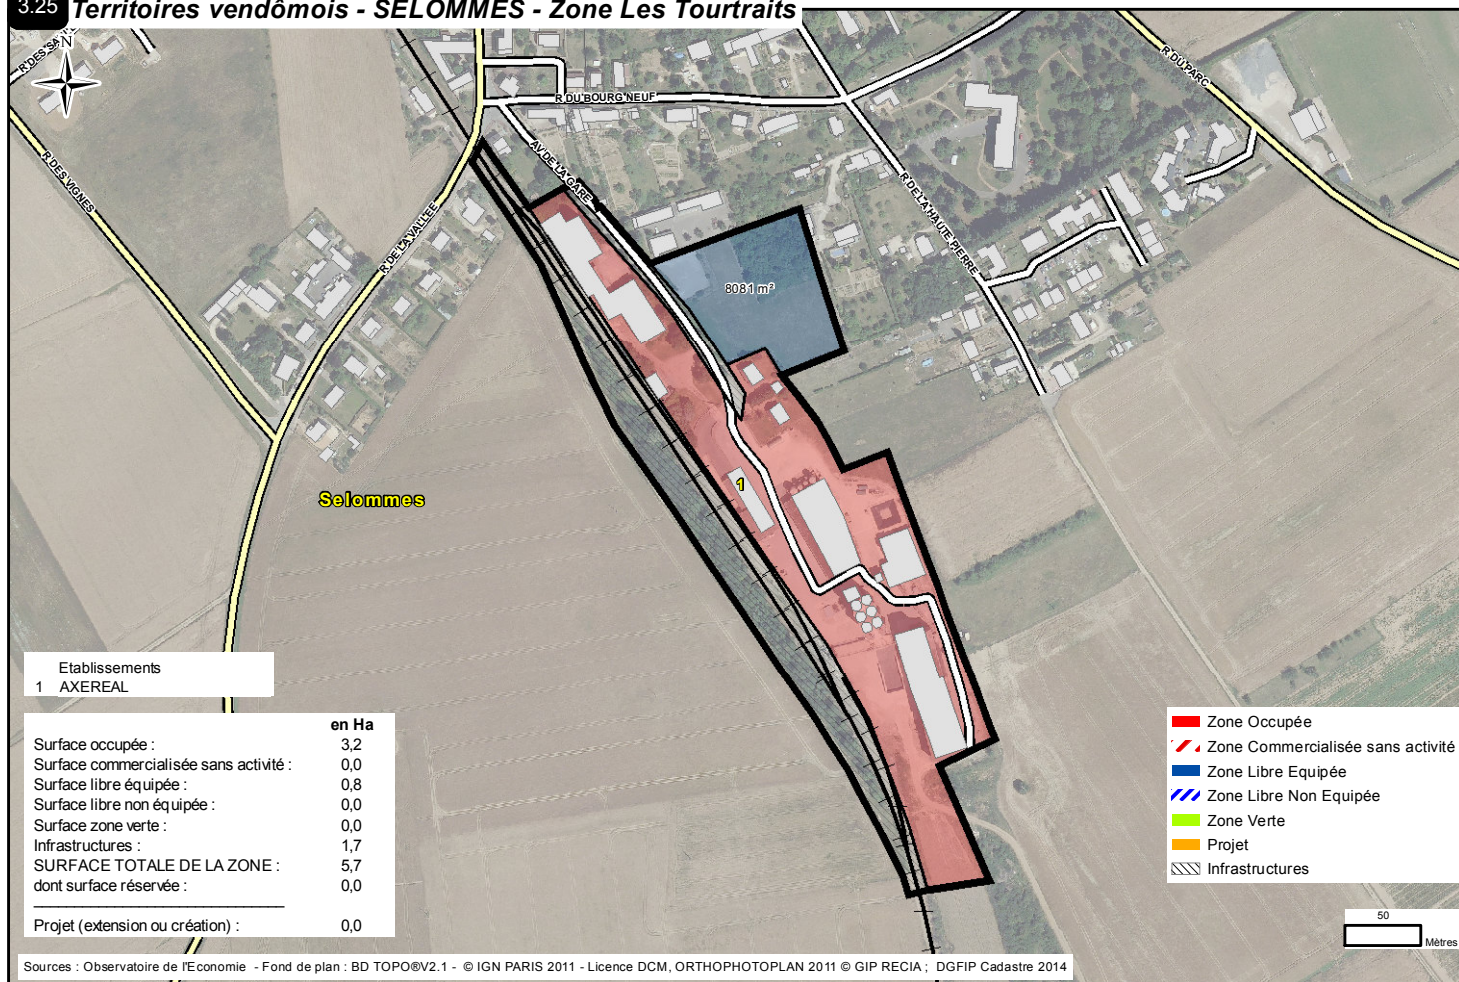 3.25 Territoires vendômois - SELOMMES - Zone Les Tourtraits
N
R DU BOURG NEUF
R DU PARC
AV DE LA GARE
R DES VIGNES
R DE LA VALLEE
R DE LA HAUTE PIERRE
8081 m²
1
Selommes
Etablissements
1 AXEREAL
en Ha
Surface occupée : 3,2
Surface commercialisée sans activité : 0,0
Surface libre équipée : 0,8
Surface libre non équipée : 0,0
Surface zone verte : 0,0
Infrastructures : 1,7
SURFACE TOTALE DE LA ZONE : 5,7
dont surface réservée : 0,0
Projet (extension ou création) : 0,0
Zone Occupée
Zone Commercialisée sans activité
Zone Libre Equipée
Zone Libre Non Equipée
Zone Verte
Projet
Infrastructures
50
Mètres
Sources : Observatoire de l'Economie - Fond de plan : BD TOPO®V2.1 - © IGN PARIS 2011 - Licence DCM, ORTHOPHOTOPLAN 2011 © GIP RECIA ; DGFIP Cadastre 2014